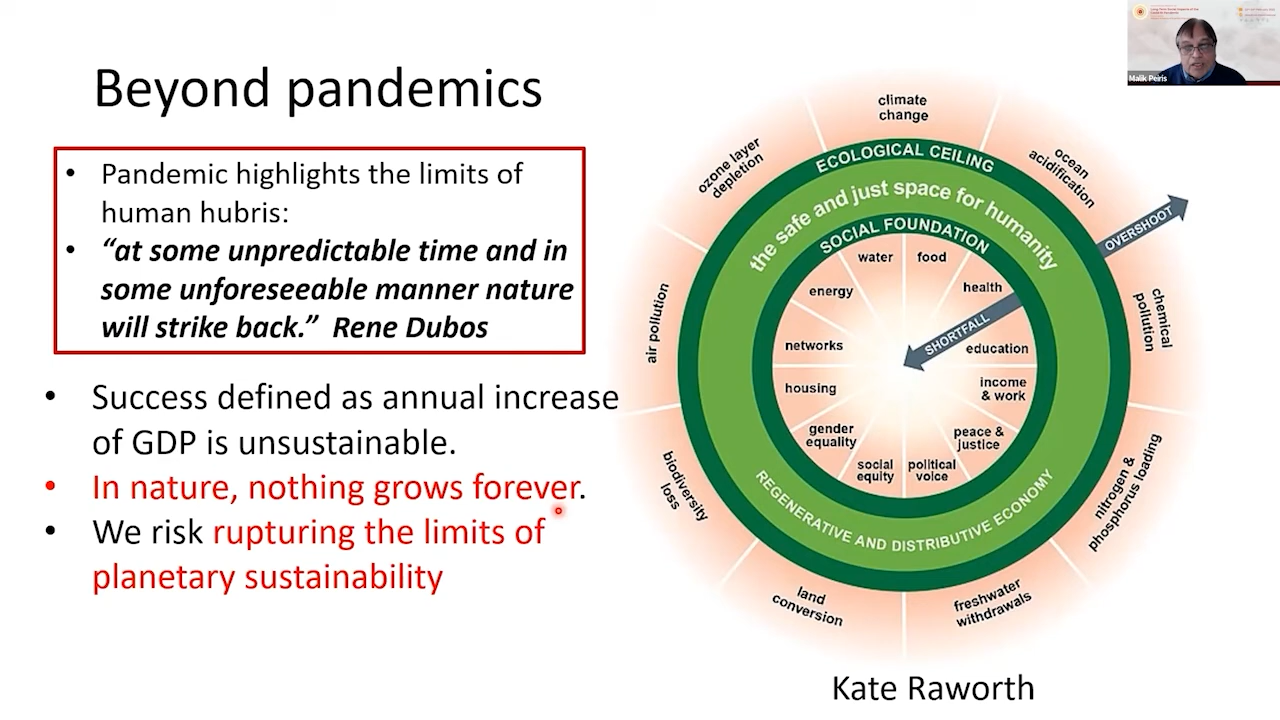 Beyond pandemics
• Pandemic highlights the limits of
human hubris:
• “at some unpredictable time and in
some unforeseeable manner nature
will strike back.” Rene Dubos
• Success defined as annual increase
of GDP is unsustainable.
• In nature, nothing grows forever.
• We risk rupturing the limits of
planetary sustainability
climate
change
ocean
acidification
chemical
pollution
nitrogen &
phosphorus loading
freshwater
withdrawals
land
conversion
biodiversity
loss
air pollution
ozone layer
depletion
ECOLOGICAL CEILING
the safe and just space for humanity
SOCIAL FOUNDATION
OVERSHOOT
SHORTFALL
water
food
health
education
income
& work
peace &
justice
political
voice
social
equity
gender
equality
housing
networks
energy
REGENERATIVE AND DISTRIBUTIVE ECONOMY
Kate Raworth
Malik Peiris